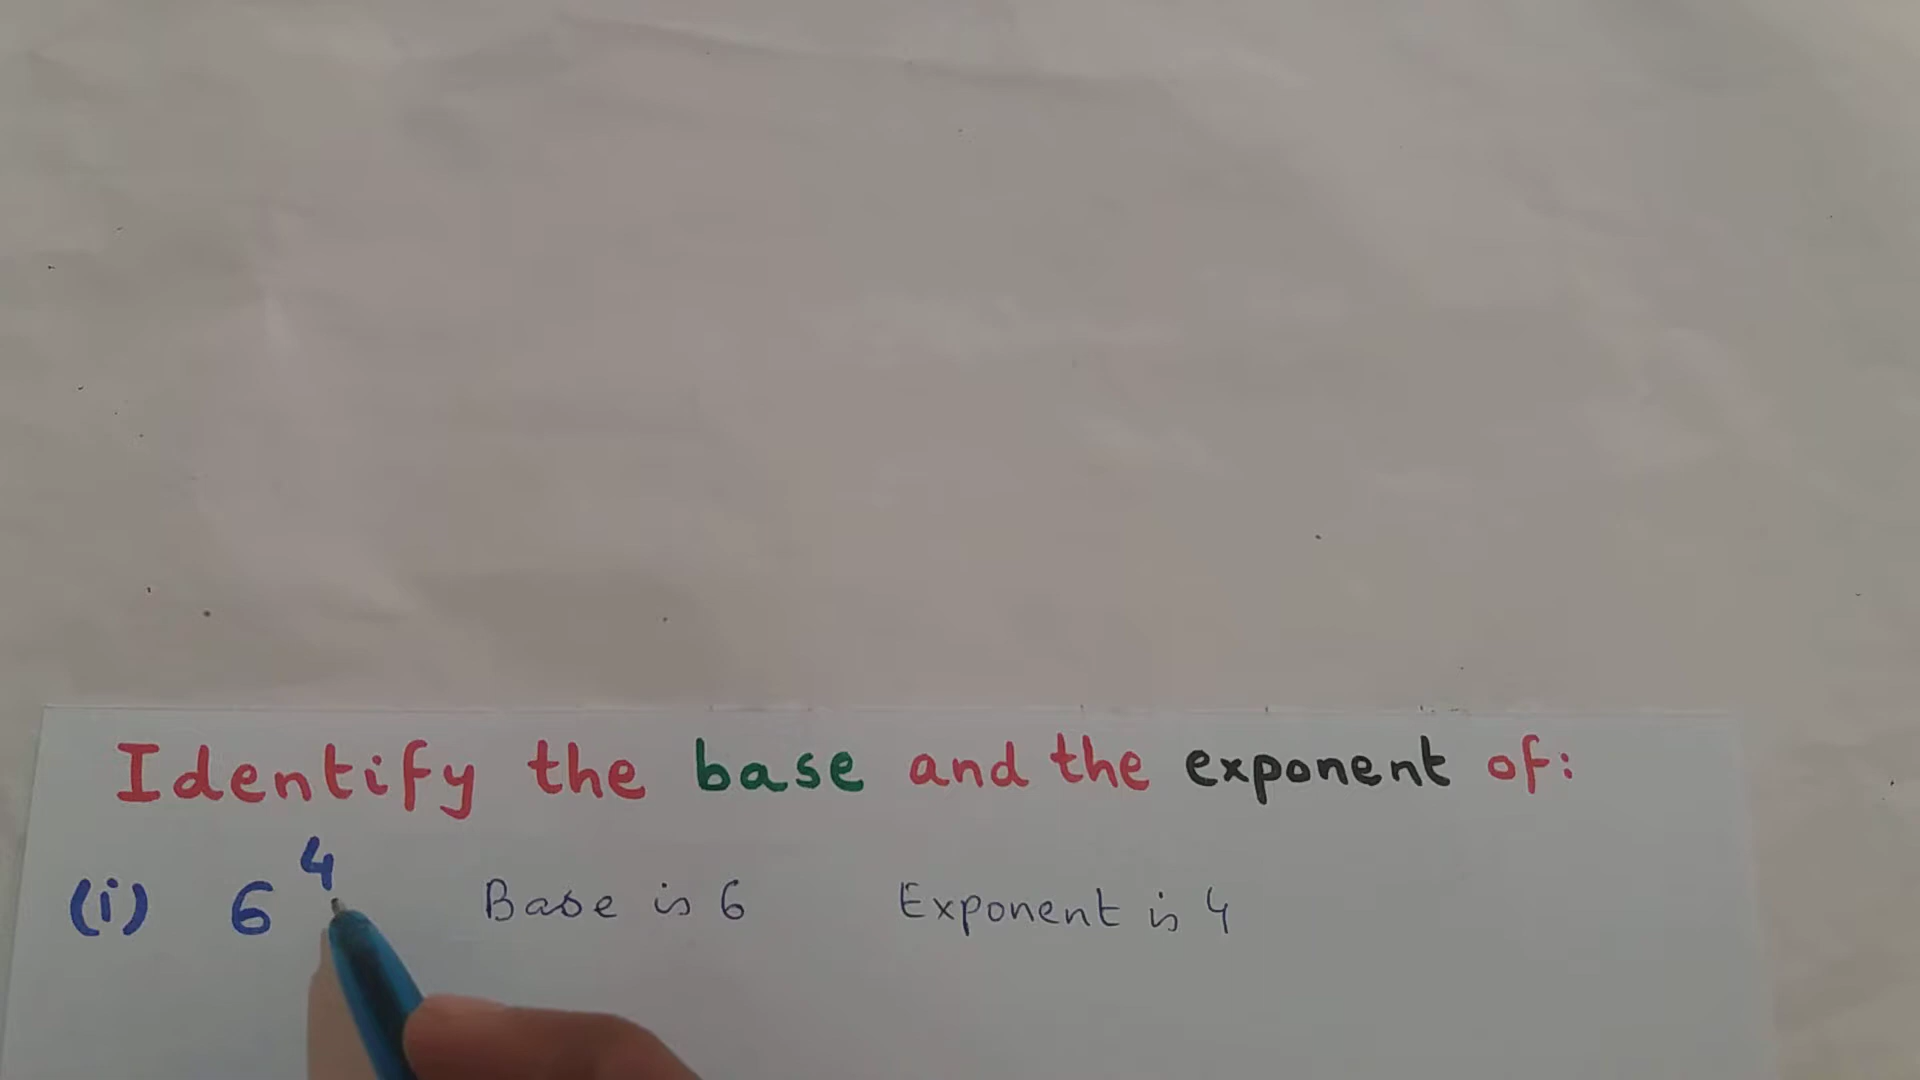 Identify the base and the exponent of:
(i) 6⁴ Base is 6 Exponent is 4